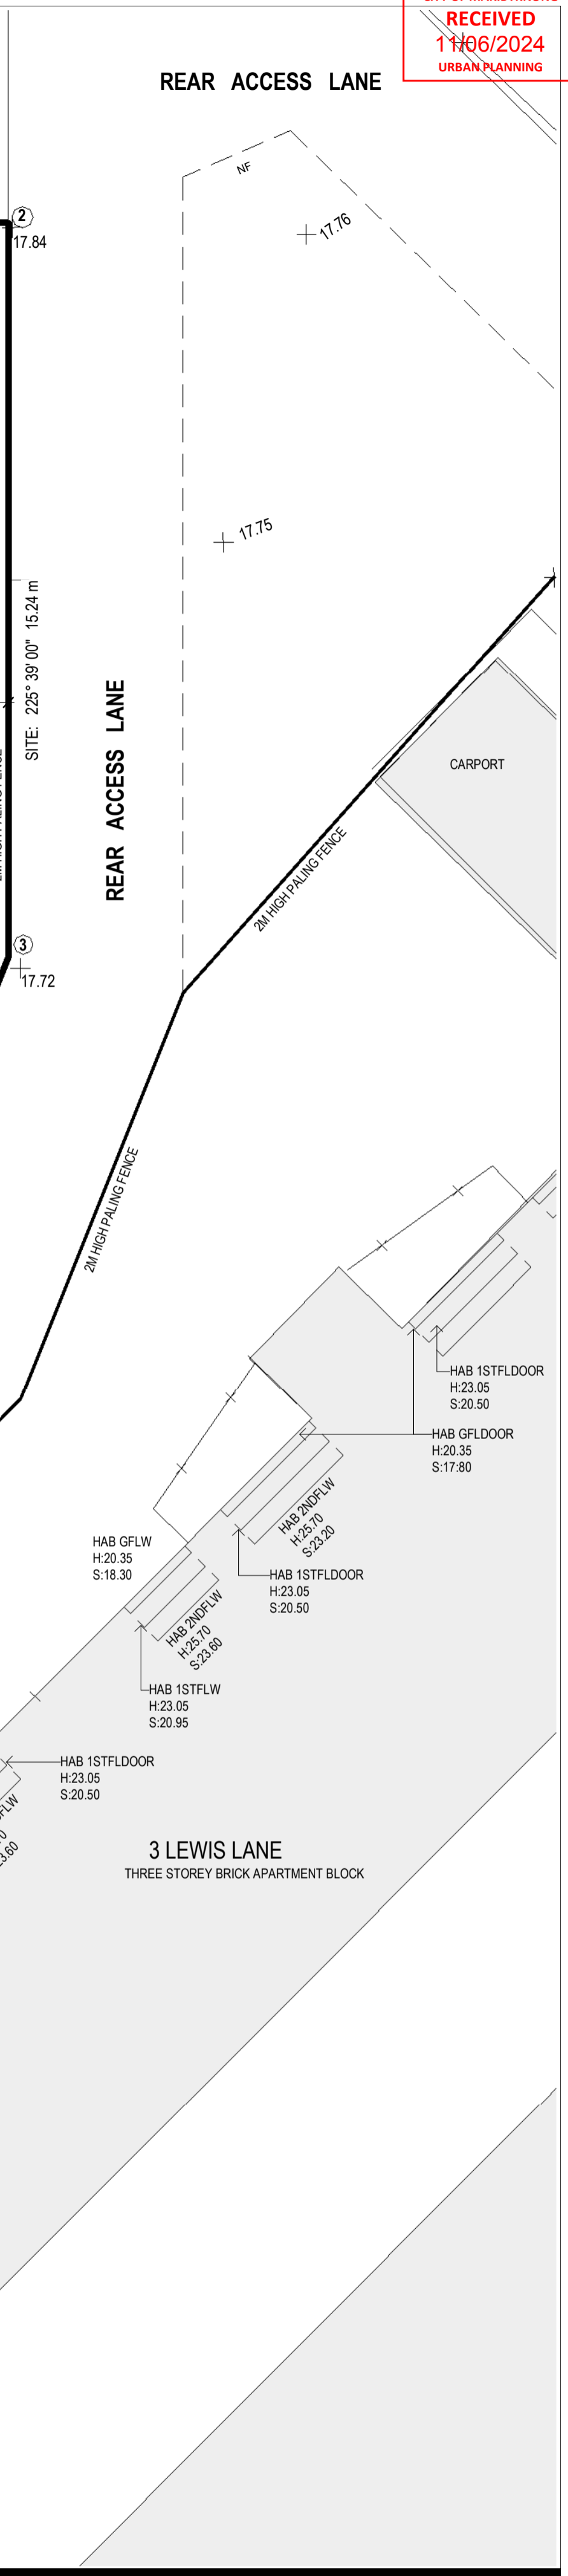 RECEIVED
11/06/2024
URBAN PLANNING
REAR ACCESS LANE
NF
17.76
2
17.84
17.75
SITE: 225° 39' 00" 15.24 m
REAR ACCESS LANE
CARPORT
2M HIGH PALING FENCE
3
17.72
2M HIGH PALING FENCE
HAB 1STFLDOOR
H:23.05
S:20.50
HAB GFLDOOR
H:20.35
S:17:80
HAB 2NDFLW
H:25.70
S:23.20
HAB GFLW
H:20.35
S:18.30
HAB 1STFLDOOR
H:23.05
S:20.50
HAB 2NDFLW
H:25.70
S:23.60
HAB 1STFLW
H:23.05
S:20.95
HAB 1STFLDOOR
H:23.05
S:20.50
3 LEWIS LANE
THREE STOREY BRICK APARTMENT BLOCK